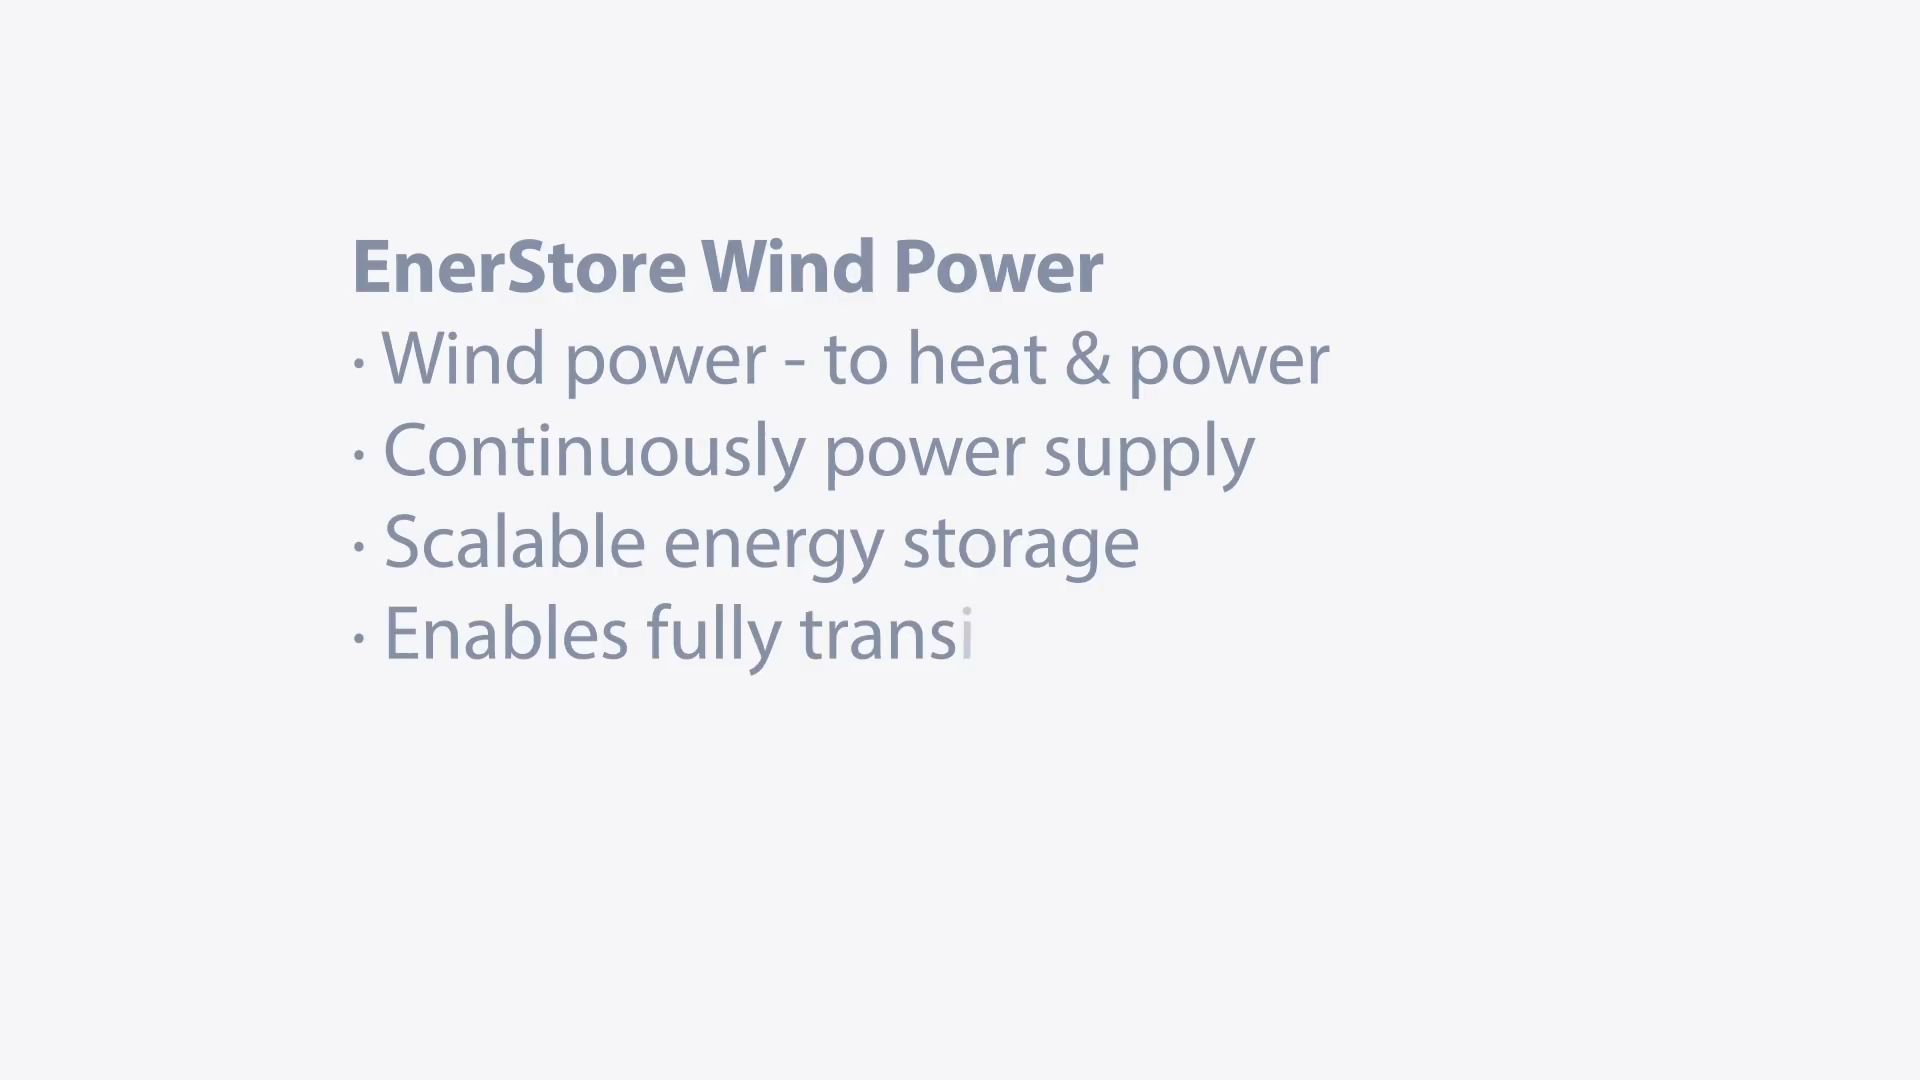 EnerStore Wind Power
· Wind power - to heat & power
· Continuously power supply
· Scalable energy storage
· Enables fully transi